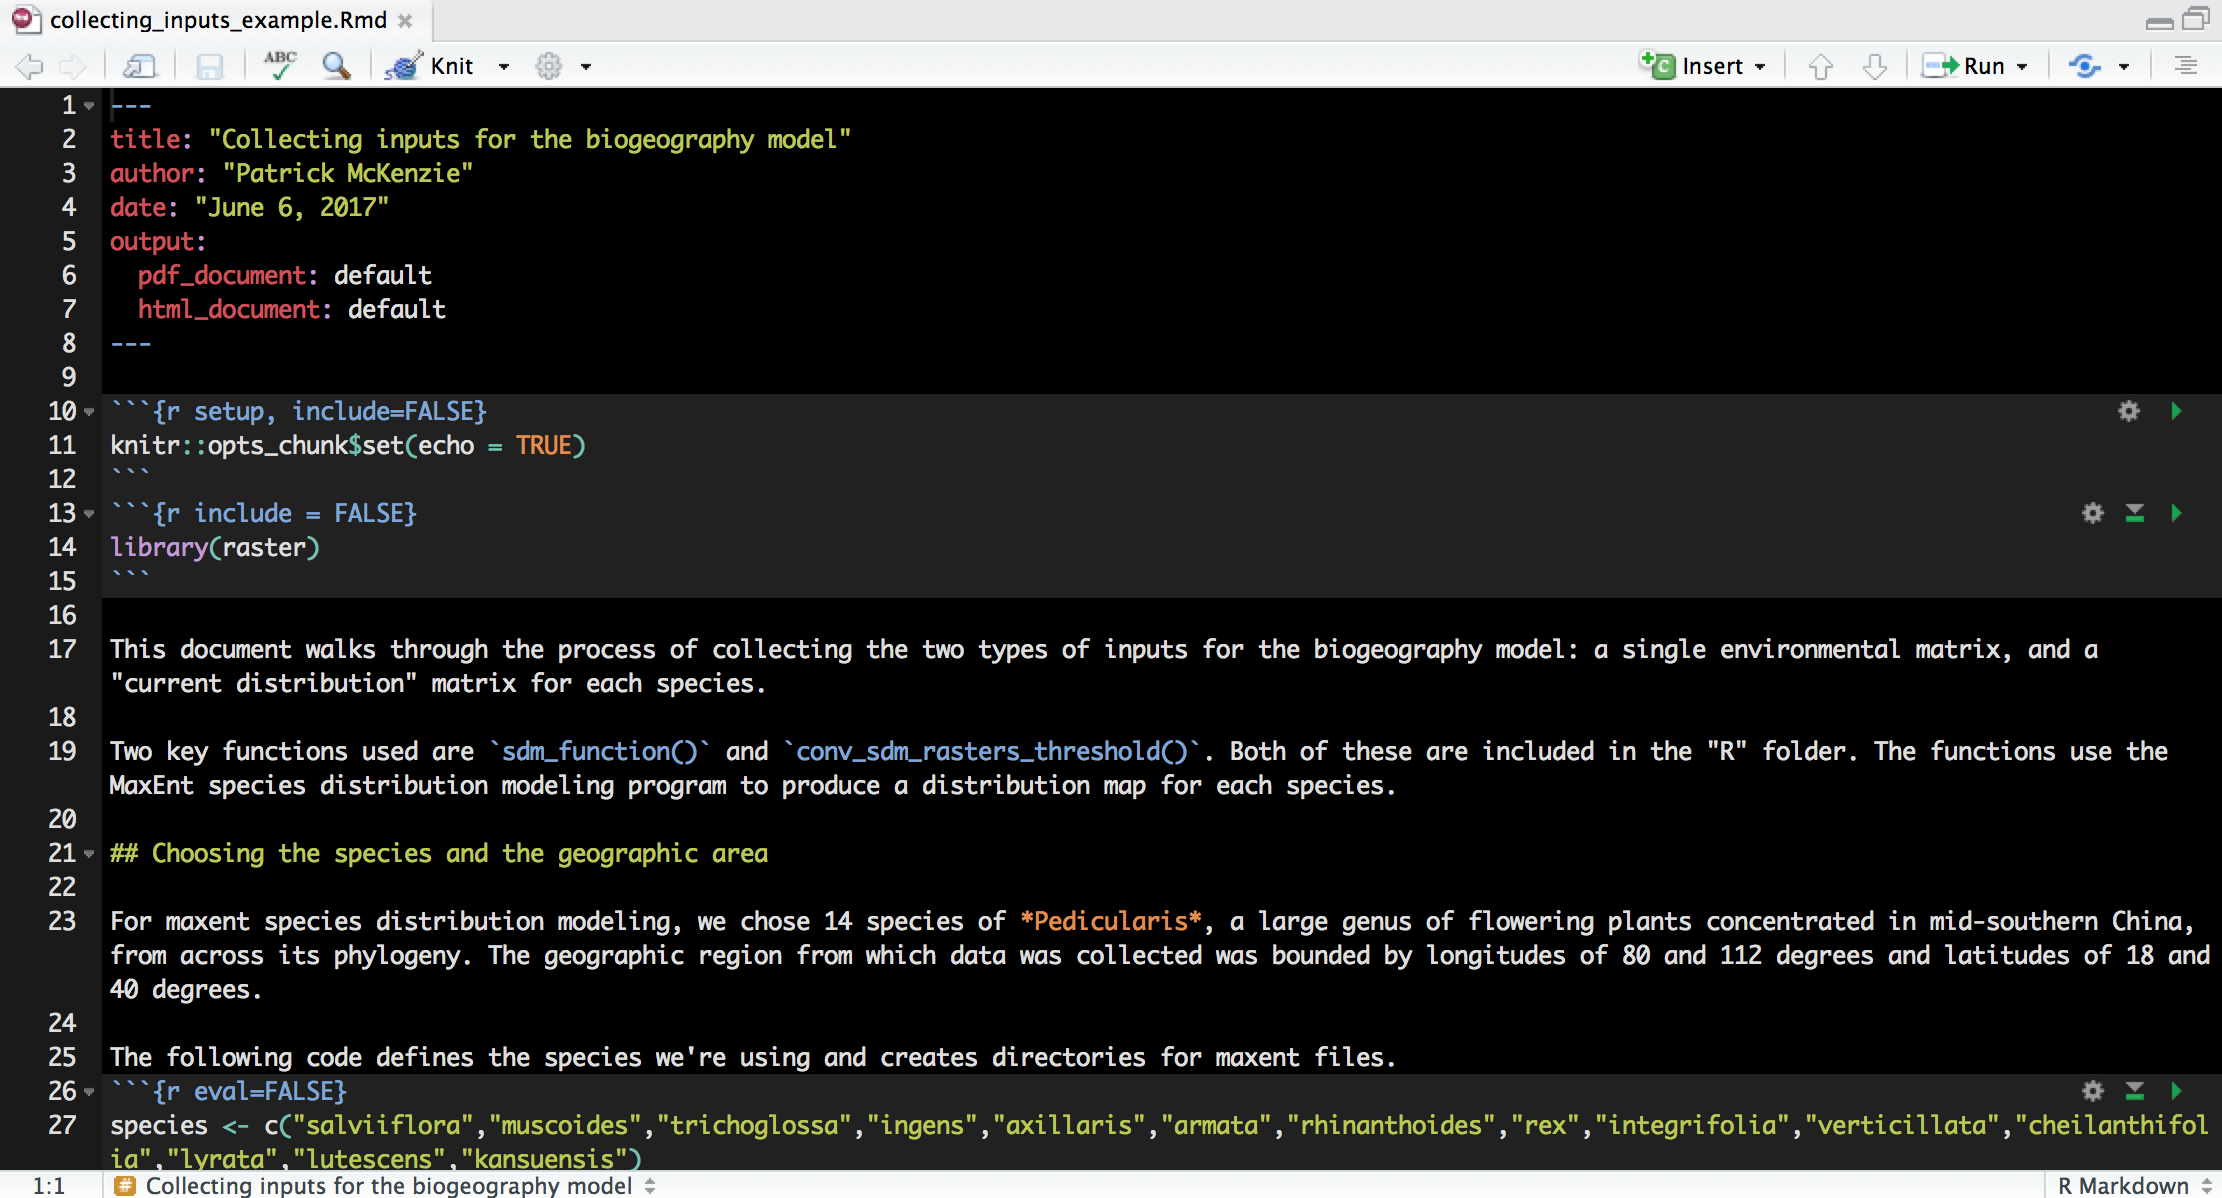 collecting_inputs_example.Rmd
ABC Knit Insert Run
1 ---
2 title: "Collecting inputs for the biogeography model"
3 author: "Patrick McKenzie"
4 date: "June 6, 2017"
5 output:
6   pdf_document: default
7   html_document: default
8 ---
9
10 ```{r setup, include=FALSE}
11 knitr::opts_chunk$set(echo = TRUE)
12 ```
13 ```{r include = FALSE}
14 library(raster)
15 ```
16
17 This document walks through the process of collecting the two types of inputs for the biogeography model: a single environmental matrix, and a
"current distribution" matrix for each species.
18
19 Two key functions used are `sdm_function()` and `conv_sdm_rasters_threshold()`. Both of these are included in the "R" folder. The functions use the
MaxEnt species distribution modeling program to produce a distribution map for each species.
20
21 ## Choosing the species and the geographic area
22
23 For maxent species distribution modeling, we chose 14 species of *Pedicularis*, a large genus of flowering plants concentrated in mid-southern China,
from across its phylogeny. The geographic region from which data was collected was bounded by longitudes of 80 and 112 degrees and latitudes of 18 and
40 degrees.
24
25 The following code defines the species we're using and creates directories for maxent files.
26 ```{r eval=FALSE}
27 species <- c("salviiflora","muscoides","trichoglossa","ingens","axillaris","armata","rhinanthoides","rex","integrifolia","verticillata","cheilanthifol
ia","lyrata","lutescens","kansuensis")
1:1 # Collecting inputs for the biogeography model R Markdown